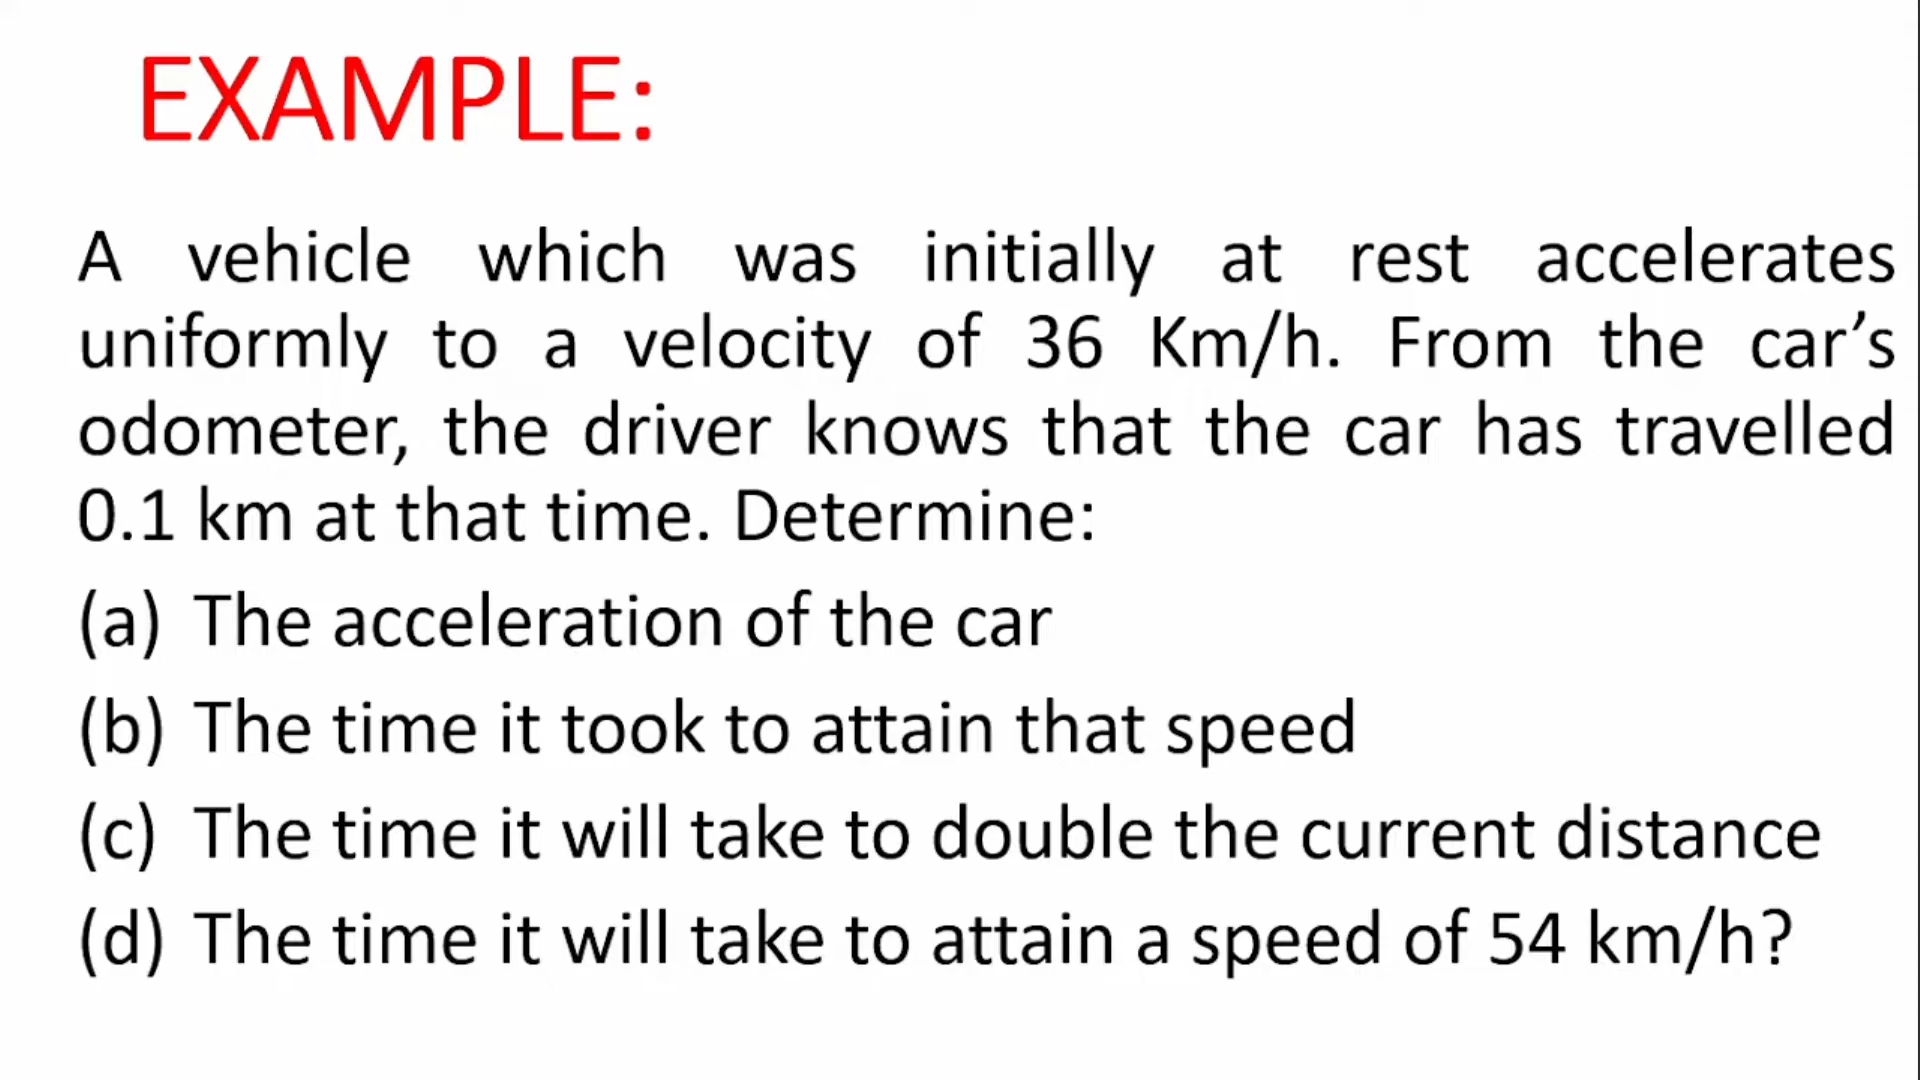 EXAMPLE:
A vehicle which was initially at rest accelerates
uniformly to a velocity of 36 Km/h. From the car’s
odometer, the driver knows that the car has travelled
0.1 km at that time. Determine:
(a) The acceleration of the car
(b) The time it took to attain that speed
(c) The time it will take to double the current distance
(d) The time it will take to attain a speed of 54 km/h?